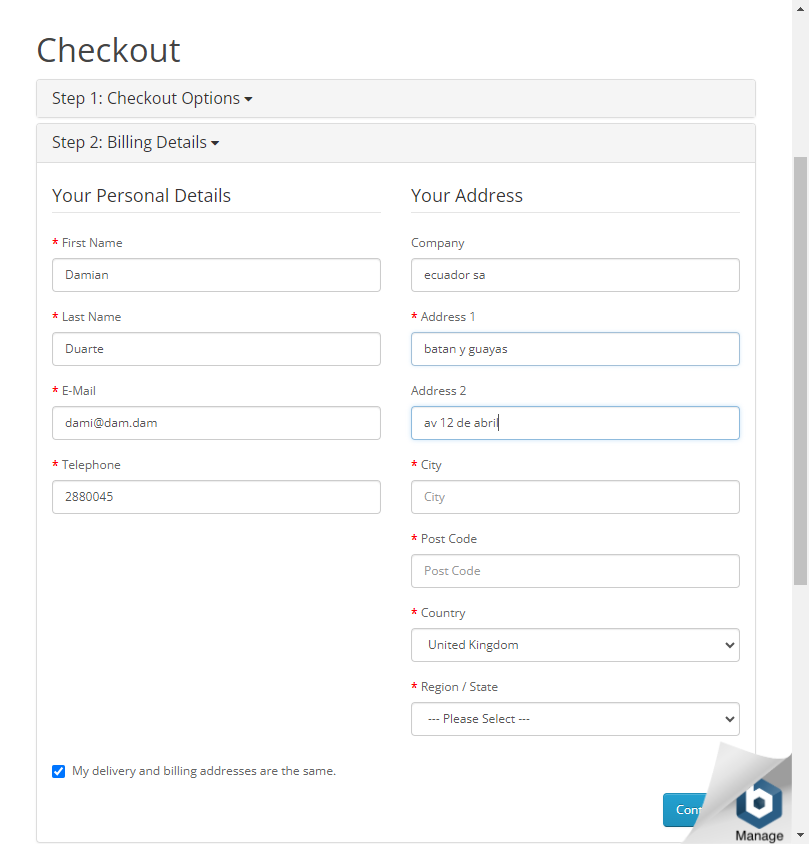 Checkout
Step 1: Checkout Options
Step 2: Billing Details
Your Personal Details
* First Name
Damian
* Last Name
Duarte
* E-Mail
dami@dam.dam
* Telephone
2880045
Your Address
Company
ecuador sa
* Address 1
batan y guayas
Address 2
av 12 de abril
* City
City
* Post Code
Post Code
* Country
United Kingdom
* Region / State
--- Please Select ---
My delivery and billing addresses are the same.
Manage